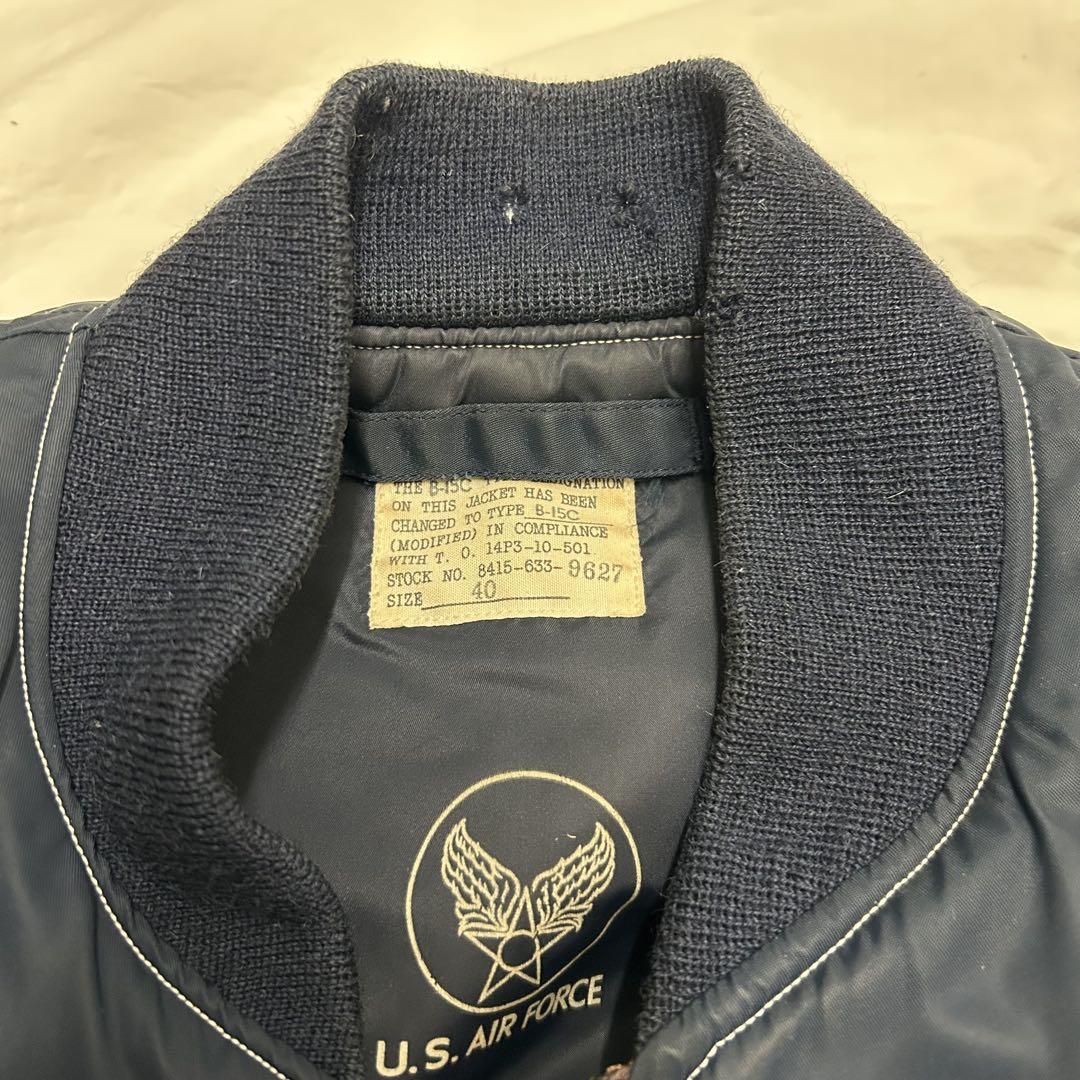 THE B-15C
ON THIS JACKET HAS BEEN
CHANGED TO TYPE B-15C
(MODIFIED) IN COMPLIANCE
WITH T. O. 14P3-10-501
STOCK NO. 8415-633-9627
SIZE 40
U.S. AIR FORCE